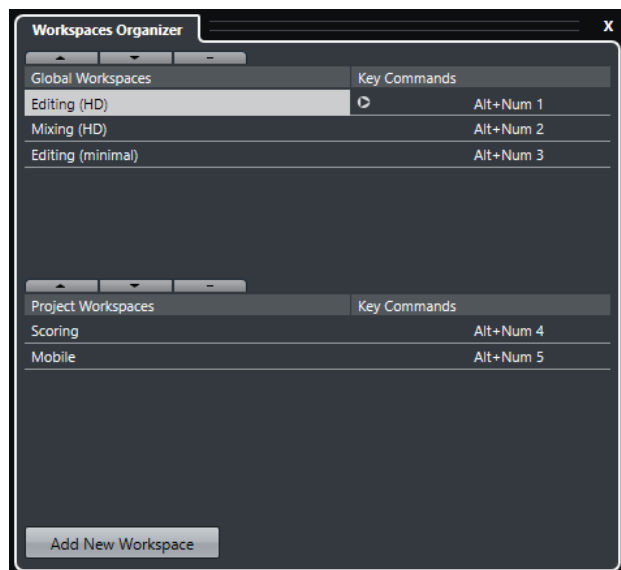 Workspaces Organizer X
Global Workspaces Key Commands
Editing (HD) Alt+Num 1
Mixing (HD) Alt+Num 2
Editing (minimal) Alt+Num 3
Project Workspaces Key Commands
Scoring Alt+Num 4
Mobile Alt+Num 5
Add New Workspace